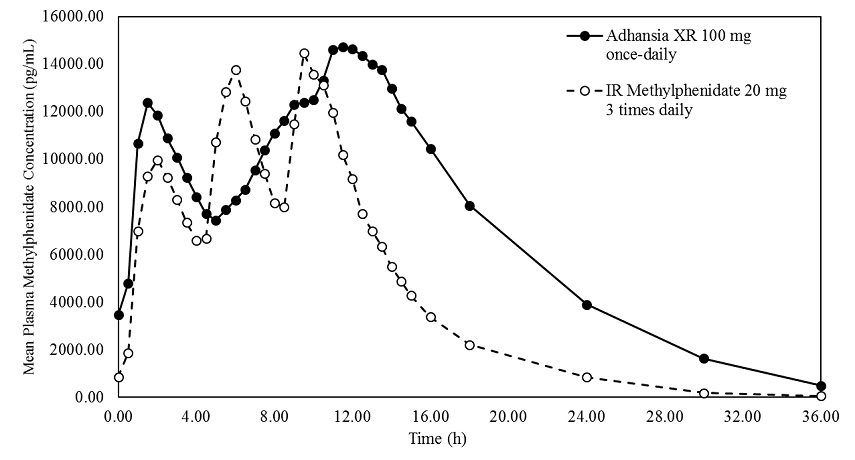 16000.00
14000.00
12000.00
10000.00
8000.00
6000.00
4000.00
2000.00
0.00
Mean Plasma Methylphenidate Concentration (pg/mL)
Adhansia XR 100 mg
once-daily
IR Methylphenidate 20 mg
3 times daily
0.00 4.00 8.00 12.00 16.00 20.00 24.00 28.00 32.00 36.00
Time (h)